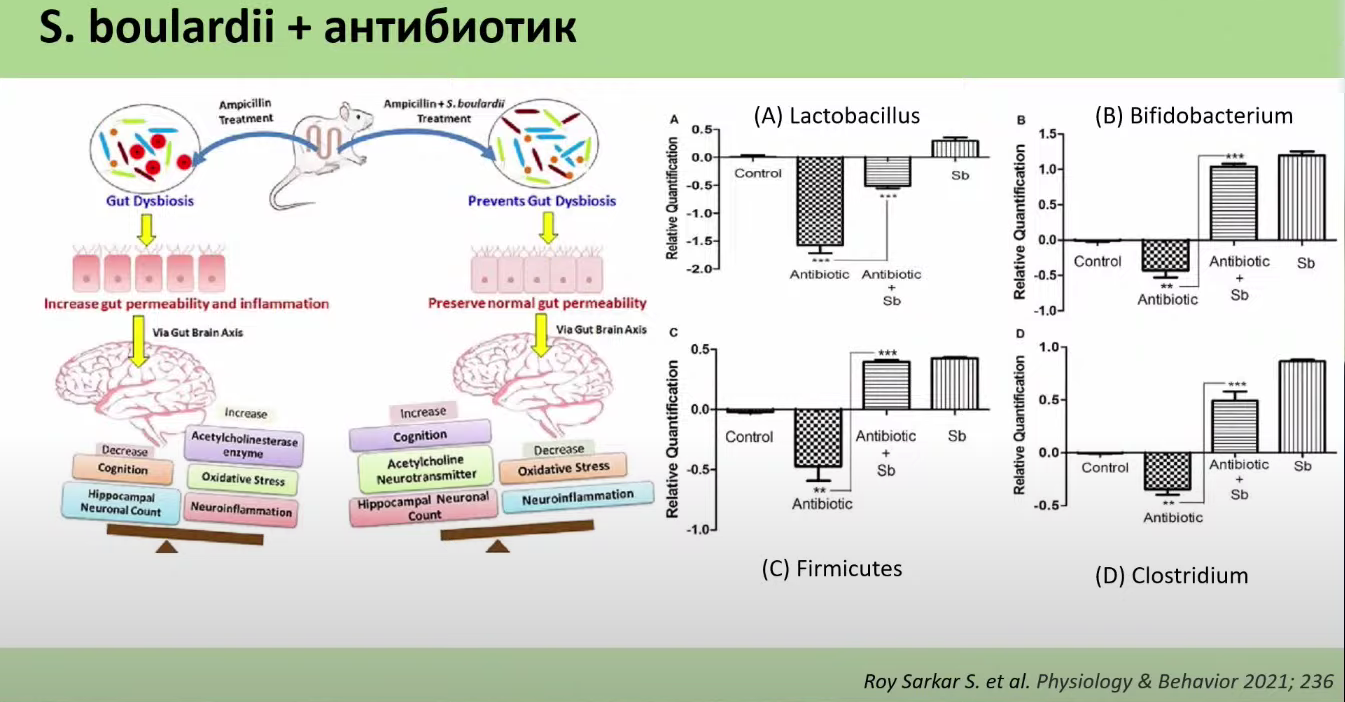 S. boulardii + антибиотик
Ampicillin
Treatment
Ampicillin + S. boulardii
Treatment
Gut Dysbiosis
Prevents Gut Dysbiosis
Increase gut permeability and inflammation
Preserve normal gut permeability
Via Gut Brain Axis
Via Gut Brain Axis
Increase
Acetylcholinesterase
enzyme
Decrease
Cognition
Oxidative Stress
Hippocampal
Neuronal Count
Neuroinflammation
Increase
Cognition
Decrease
Acetylcholine
Neurotransmitter
Oxidative Stress
Hippocampal Neuronal
Count
Neuroinflammation
A
(A) Lactobacillus
Relative Quantification
0.5
0.0
-0.5
-1.0
-1.5
-2.0
Control
Sb
***
***
Antibiotic
Antibiotic
+
Sb
B
(B) Bifidobacterium
Relative Quantification
1.5
1.0
0.5
0.0
-0.5
-1.0
***
Control
Antibiotic
+
Sb
Sb
**
Antibiotic
C
Relative Quantification
0.5
0.0
-0.5
-1.0
***
Control
Antibiotic
+
Sb
Sb
**
Antibiotic
(C) Firmicutes
D
Relative Quantification
1.0
0.5
0.0
-0.5
***
Control
Antibiotic
+
Sb
Sb
**
Antibiotic
(D) Clostridium
Roy Sarkar S. et al. Physiology & Behavior 2021; 236